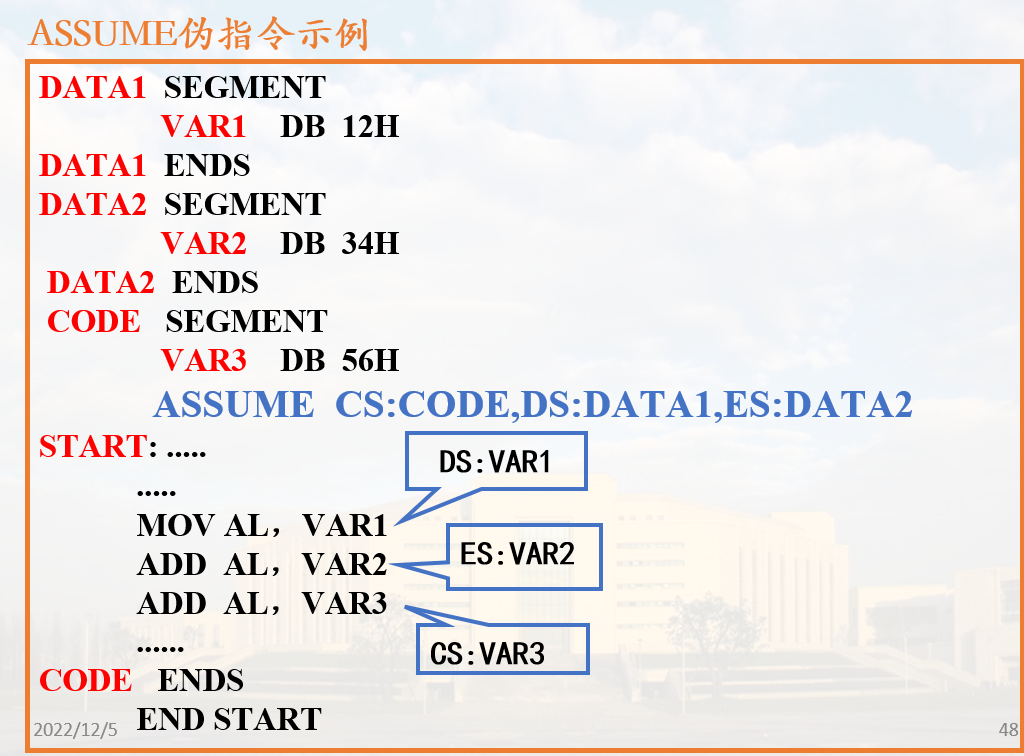 ASSUME伪指令示例
DATA1 SEGMENT
VAR1 DB 12H
DATA1 ENDS
DATA2 SEGMENT
VAR2 DB 34H
DATA2 ENDS
CODE SEGMENT
VAR3 DB 56H
ASSUME CS:CODE,DS:DATA1,ES:DATA2
START: .....
.....
DS:VAR1
MOV AL，VAR1
ES:VAR2
ADD AL，VAR2
ADD AL，VAR3
CS:VAR3
......
CODE ENDS
END START
2022/12/5
48